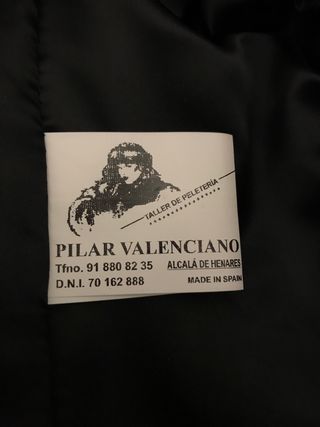 TALLER DE PELETERÍA
PILAR VALENCIANO
Tfno. 91 880 82 35 ALCALÁ DE HENARES
D.N.I. 70 162 888 MADE IN SPAIN